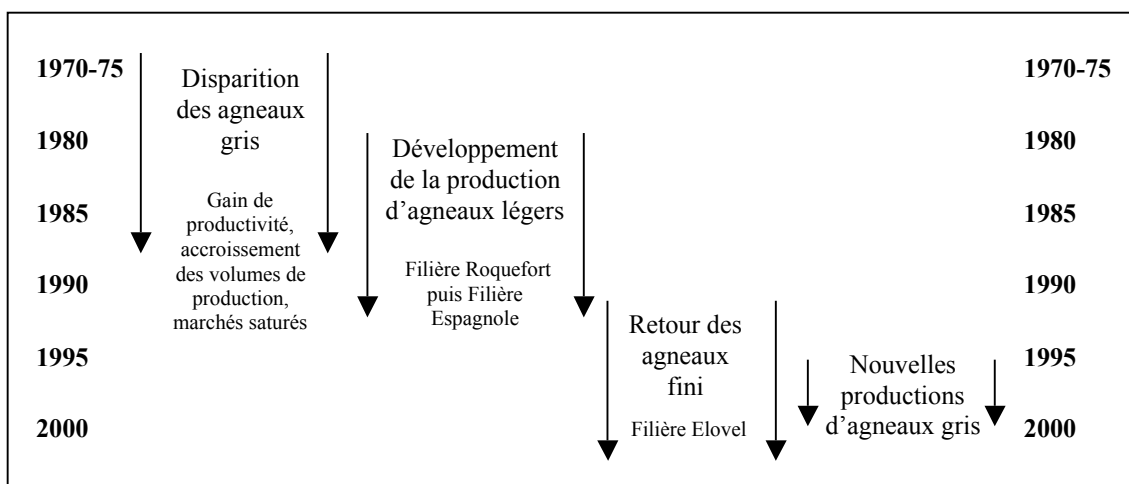 1970-75
1980
1985
1990
1995
2000
Disparition
des agneaux
gris
Gain de
productivité,
accroissement
des volumes de
production,
marchés saturés
Développement
de la production
d’agneaux légers
Filière Roquefort
puis Filière
Espagnole
Retour des
agneaux
fini
Filière Elovel
Nouvelles
productions
d’agneaux gris
1970-75
1980
1985
1990
1995
2000